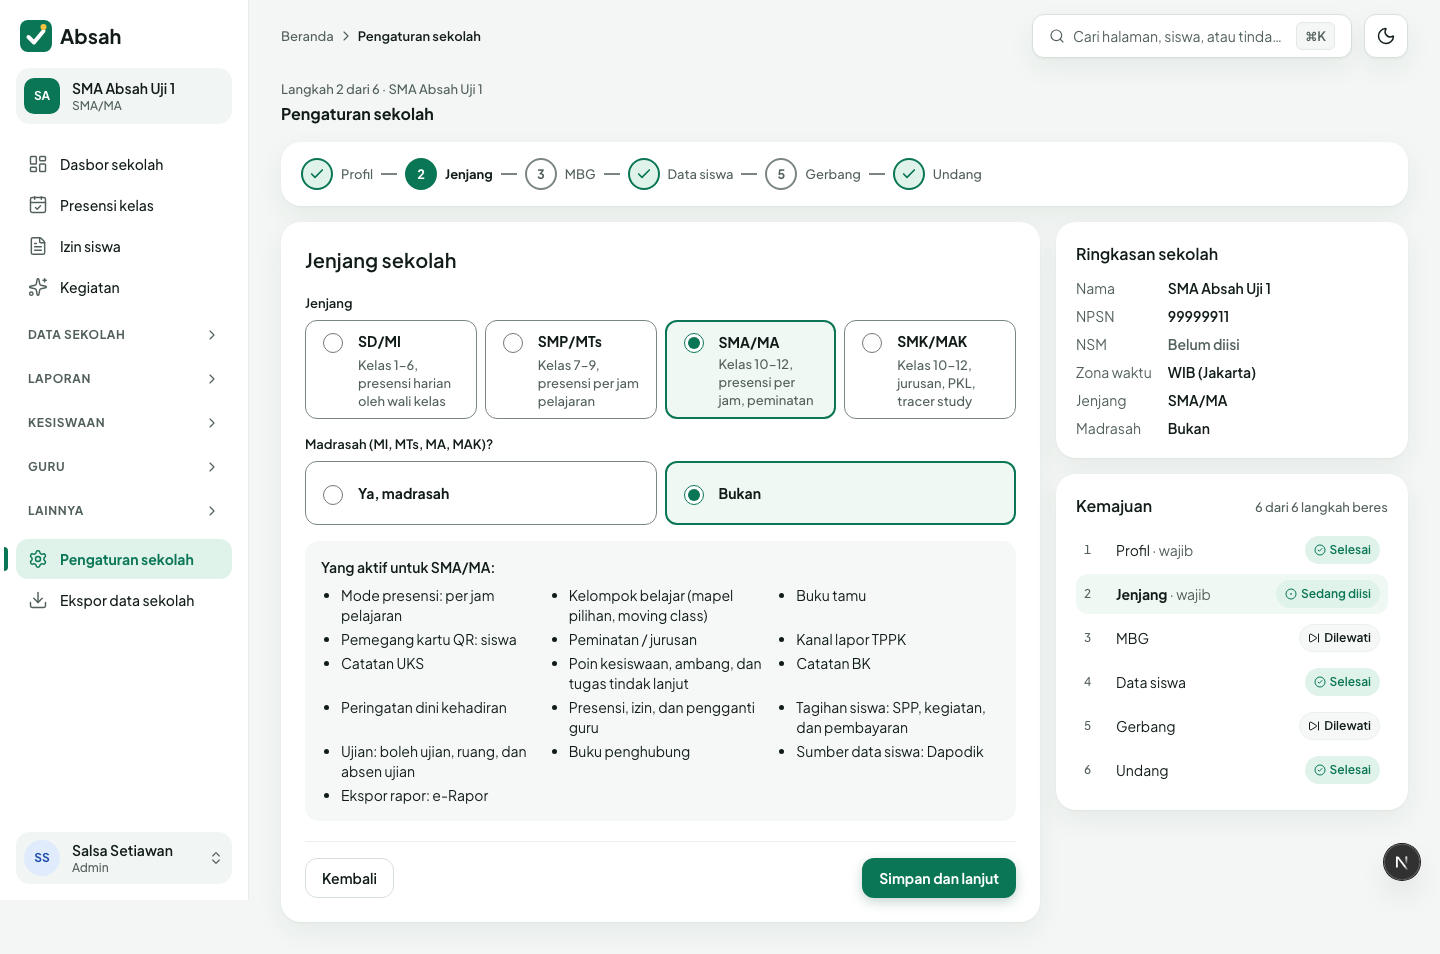 Absah
SA
SMA Absah Uji 1
SMA/MA
Dasbor sekolah
Presensi kelas
Izin siswa
Kegiatan
DATA SEKOLAH
LAPORAN
KESISWAAN
GURU
LAINNYA
Pengaturan sekolah
Ekspor data sekolah
SS
Salsa Setiawan
Admin
Beranda
Pengaturan sekolah
Cari halaman, siswa, atau tinda...
⌘K
Langkah 2 dari 6 · SMA Absah Uji 1
Pengaturan sekolah
Profil
2 Jenjang
3 MBG
Data siswa
5 Gerbang
Undang
Jenjang sekolah
Jenjang
SD/MI
Kelas 1–6,
presensi harian
oleh wali kelas
SMP/MTs
Kelas 7–9,
presensi per jam
pelajaran
SMA/MA
Kelas 10–12,
presensi per
jam, peminatan
SMK/MAK
Kelas 10–12,
jurusan, PKL,
tracer study
Madrasah (MI, MTs, MA, MAK)?
Ya, madrasah
Bukan
Yang aktif untuk SMA/MA:
• Mode presensi: per jam
pelajaran
• Kelompok belajar (mapel
pilihan, moving class)
• Buku tamu
• Pemegang kartu QR: siswa
• Peminatan / jurusan
• Kanal lapor TPPK
• Catatan UKS
• Poin kesiswaan, ambang, dan
tugas tindak lanjut
• Catatan BK
• Peringatan dini kehadiran
• Presensi, izin, dan pengganti
guru
• Tagihan siswa: SPP, kegiatan,
dan pembayaran
• Ujian: boleh ujian, ruang, dan
absen ujian
• Buku penghubung
• Sumber data siswa: Dapodik
• Ekspor rapor: e-Rapor
Kembali
Simpan dan lanjut
Ringkasan sekolah
Nama SMA Absah Uji 1
NPSN 99999911
NSM Belum diisi
Zona waktu WIB (Jakarta)
Jenjang SMA/MA
Madrasah Bukan
Kemajuan
6 dari 6 langkah beres
1 Profil · wajib Selesai
2 Jenjang · wajib Sedang diisi
3 MBG Dilewati
4 Data siswa Selesai
5 Gerbang Dilewati
6 Undang Selesai
N